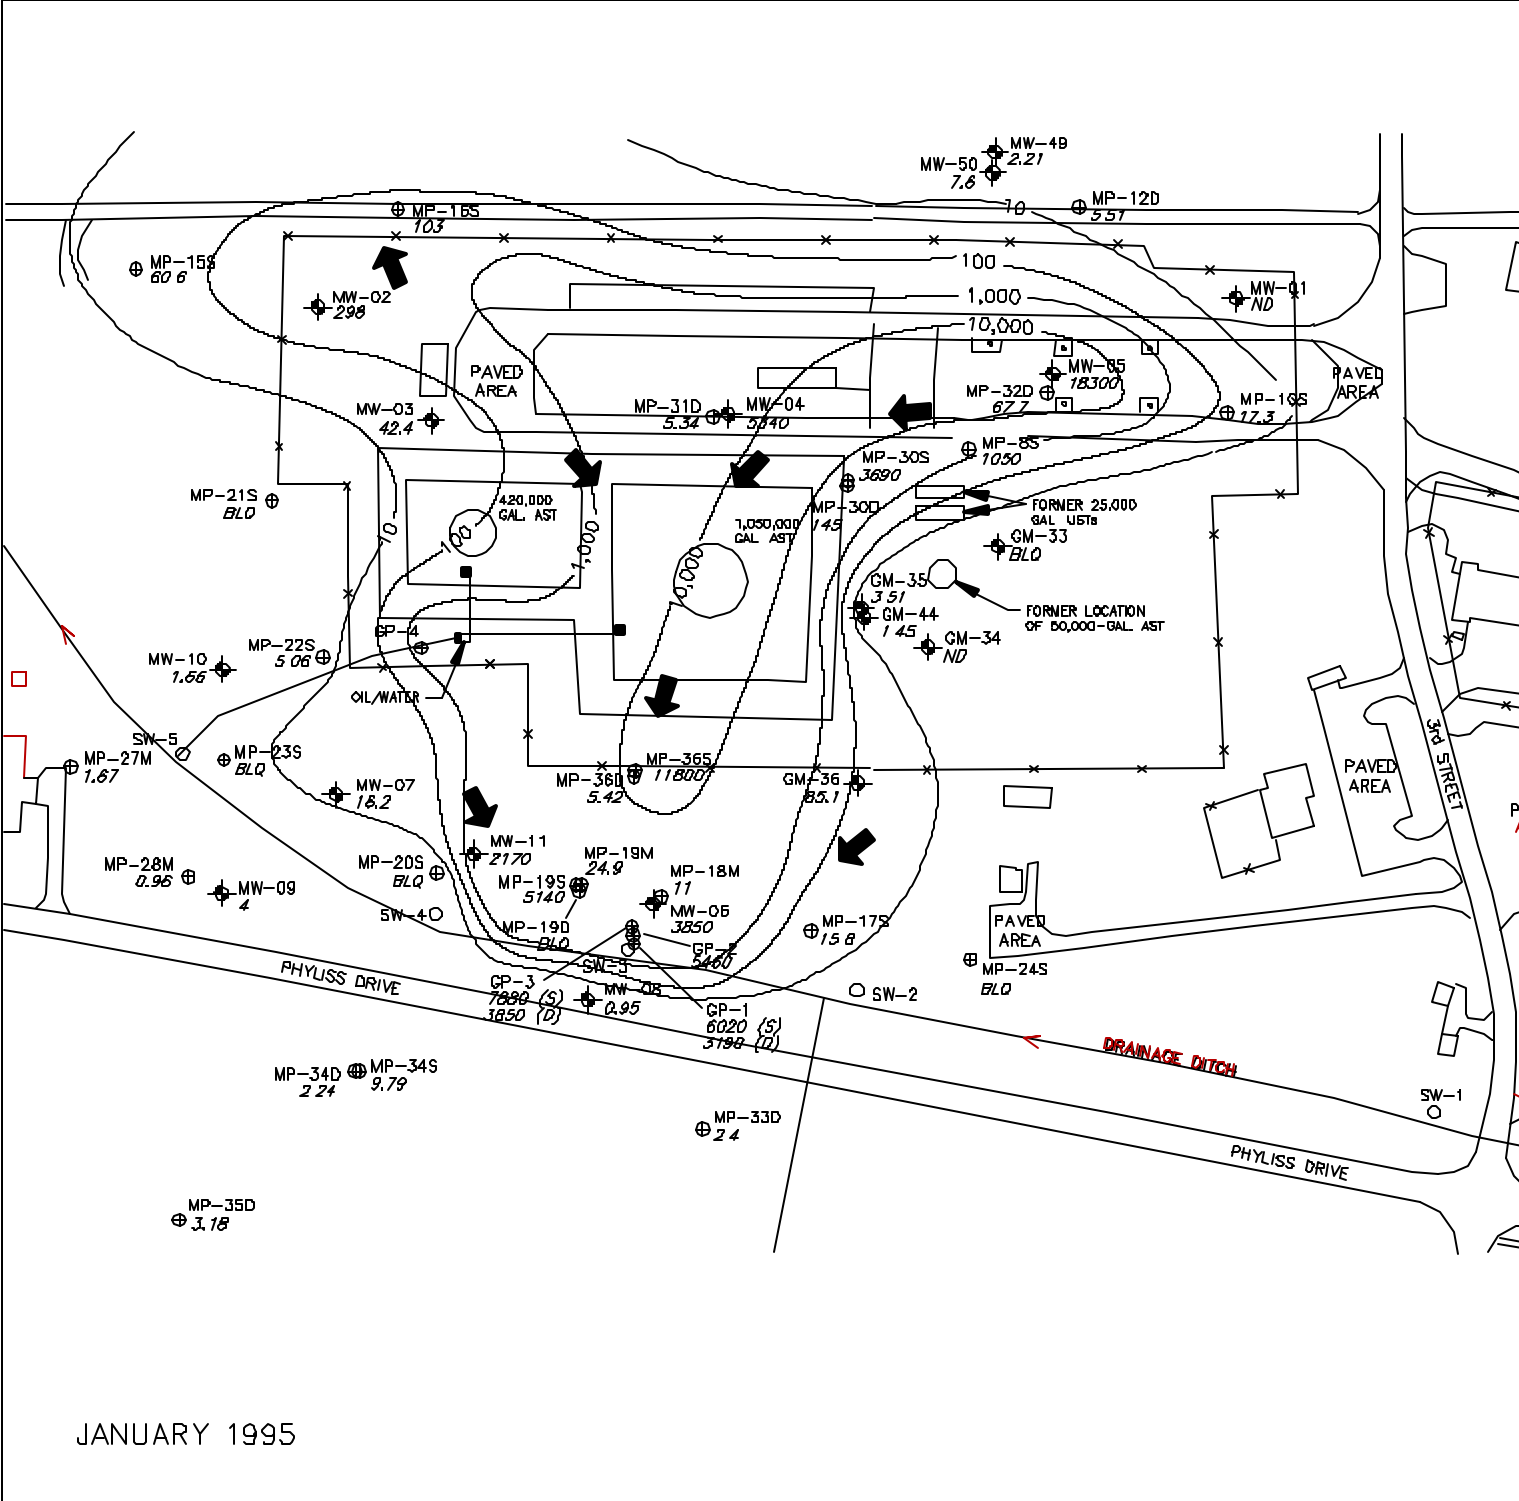 MW-49
2.21
MW-50
7.6
MP-12D
5.51
10
MP-16S
103
MP-15S
60 6
100
MW-02
298
1,000
MW-01
ND
10,000
PAVED
AREA
MW-05
18300
MP-32D
67.7
PAVED
AREA
MW-03
42.4
MP-31D
5.34
MW-04
5340
MP-10S
17.3
MP-8S
1050
MP-30S
3690
MP-21S
BLQ
420,000
GAL. AST
MP-30D
145
FORMER 25,000
GAL USTs
1,050,000
GAL AST
10
100
1,000
10,000
GM-33
BLQ
GM-35
3 51
GM-44
1 45
FORMER LOCATION
OF 50,000-GAL AST
GP-4
GM-34
ND
MP-22S
5 06
MW-10
1.66
OIL/WATER
SW-5
MP-23S
BLQ
MP-27M
1.67
MP-36S
11800
MP-36D
5.42
GM-36
85.1
3rd STREET
PAVED
AREA
MW-07
18.2
MW-11
2170
MP-19M
24.9
MP-28M
0.96
MP-20S
BLQ
MP-19S
5140
MP-18M
11
MW-09
4
SW-4
MW-06
3850
MP-17S
15 8
PAVED
AREA
MP-19D
BLQ
GP-2
5460
SW-3
PHYLISS DRIVE
MP-24S
BLQ
GP-3
7880 (S)
3850 (D)
MW-08
0.95
SW-2
GP-1
6020 (S)
3198 (D)
DRAINAGE DITCH
MP-34D
2 24
MP-34S
9.79
SW-1
MP-33D
2 4
PHYLISS DRIVE
MP-35D
3.18
JANUARY 1995